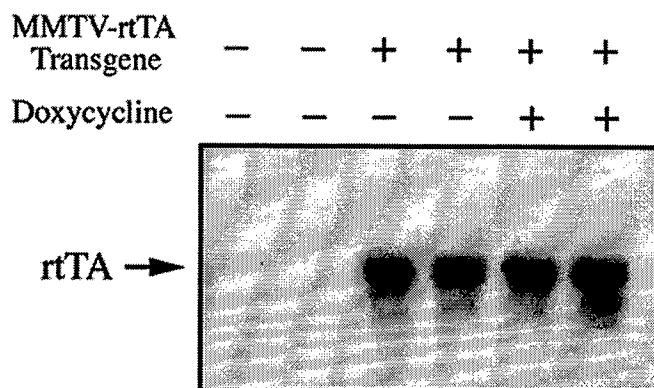 MMTV-rtTA
Transgene − − + + + +
Doxycycline − − − − + +
rtTA